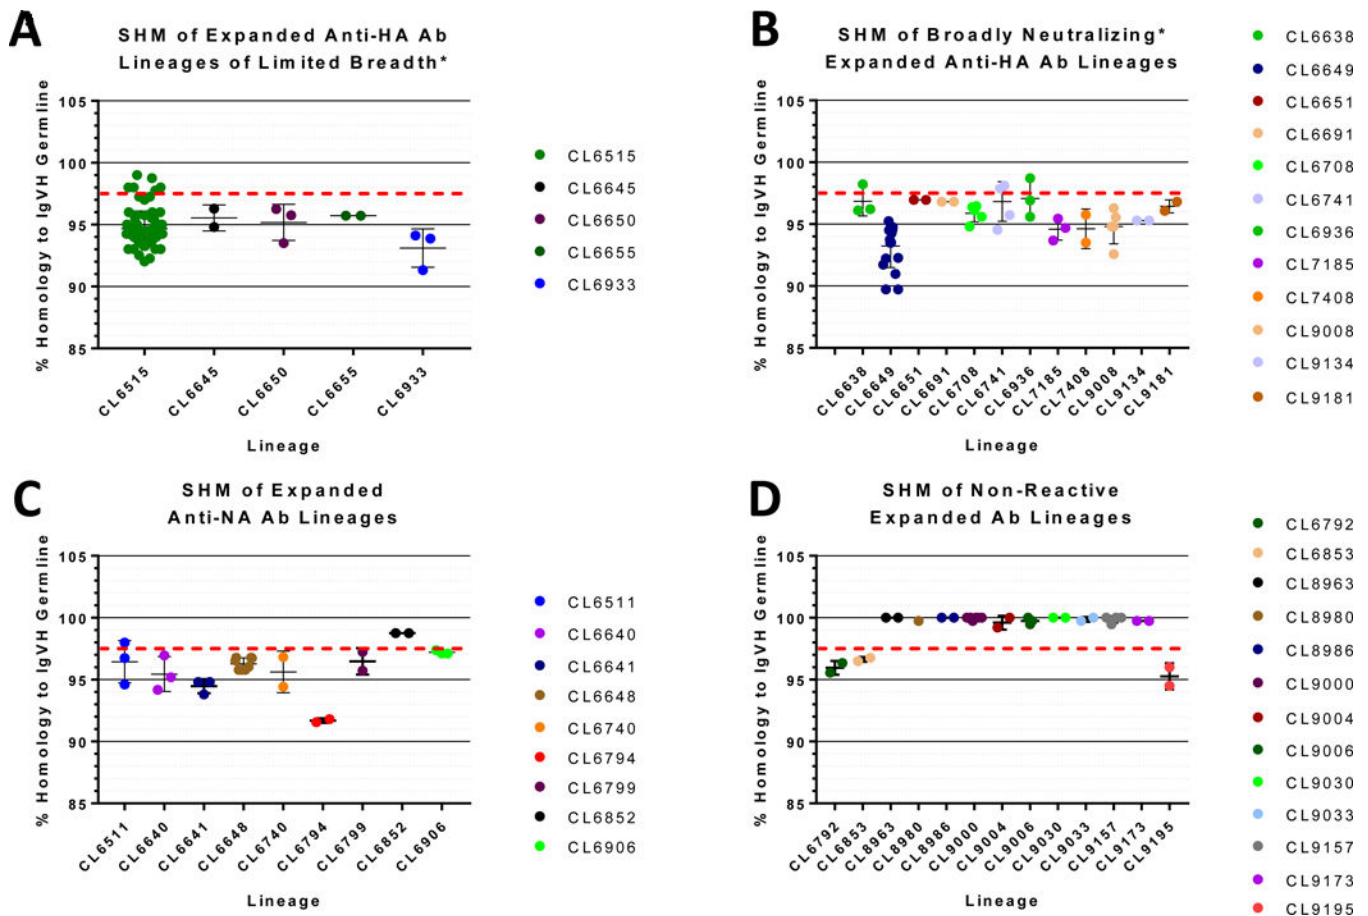 A
SHM of Expanded Anti-HA Ab
Lineages of Limited Breadth*
% Homology to IgVH Germline
105
100
95
90
85
CL6515
CL6645
CL6650
CL6655
CL6933
Lineage
CL6515
CL6645
CL6650
CL6655
CL6933
B
SHM of Broadly Neutralizing*
Expanded Anti-HA Ab Lineages
% Homology to IgVH Germline
105
100
95
90
85
CL6638
CL6649
CL6651
CL6691
CL6708
CL6741
CL6936
CL7185
CL7408
CL9008
CL9134
CL9181
Lineage
CL6638
CL6649
CL6651
CL6691
CL6708
CL6741
CL6936
CL7185
CL7408
CL9008
CL9134
CL9181
C
SHM of Expanded
Anti-NA Ab Lineages
% Homology to IgVH Germline
105
100
95
90
85
CL6511
CL6640
CL6641
CL6648
CL6740
CL6794
CL6799
CL6852
CL6906
Lineage
CL6511
CL6640
CL6641
CL6648
CL6740
CL6794
CL6799
CL6852
CL6906
D
SHM of Non-Reactive
Expanded Ab Lineages
% Homology to IgVH Germline
105
100
95
90
85
CL6792
CL6853
CL8963
CL8980
CL8986
CL9000
CL9004
CL9006
CL9030
CL9033
CL9157
CL9173
CL9195
Lineage
CL6792
CL6853
CL8963
CL8980
CL8986
CL9000
CL9004
CL9006
CL9030
CL9033
CL9157
CL9173
CL9195